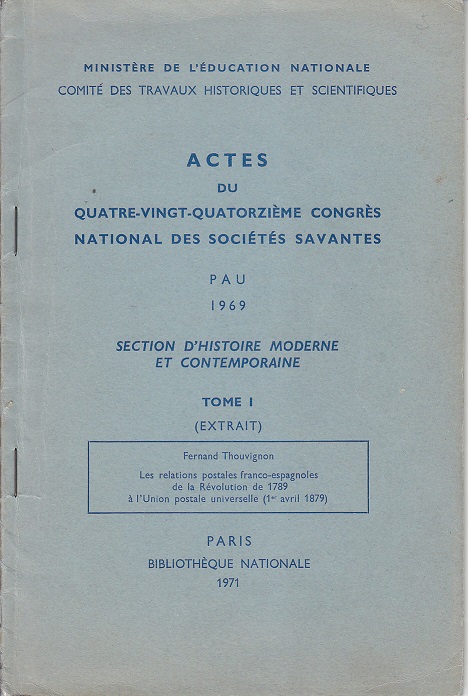 MINISTÈRE DE L'ÉDUCATION NATIONALE
COMITÉ DES TRAVAUX HISTORIQUES ET SCIENTIFIQUES
ACTES
DU
QUATRE-VINGT-QUATORZIÈME CONGRÈS
NATIONAL DES SOCIÉTÉS SAVANTES
PAU
1969
SECTION D'HISTOIRE MODERNE
ET CONTEMPORAINE
TOME I
(EXTRAIT)
Fernand Thouvignon
Les relations postales franco-espagnoles
de la Révolution de 1789
à l'Union postale universelle (1er avril 1879)
PARIS
BIBLIOTHÈQUE NATIONALE
1971